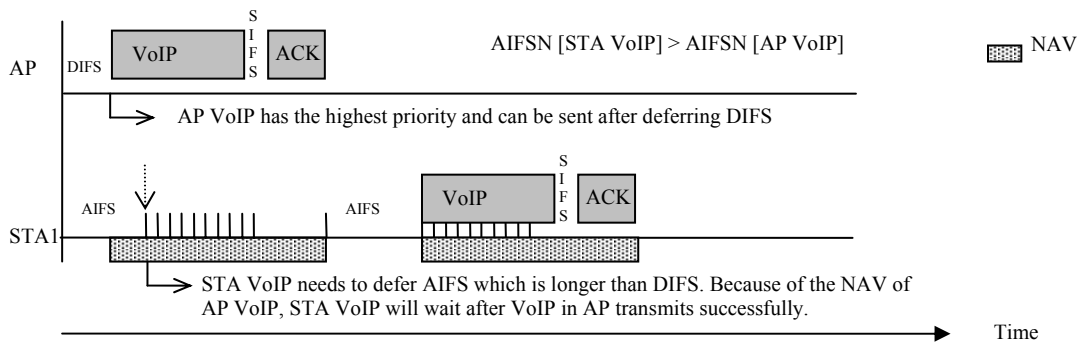 S
I
F
S
VoIP
ACK
AIFSN [STA VoIP] > AIFSN [AP VoIP]
NAV
AP
DIFS
AP VoIP has the highest priority and can be sent after deferring DIFS
S
I
F
S
VoIP
ACK
AIFS
AIFS
STA1
STA VoIP needs to defer AIFS which is longer than DIFS. Because of the NAV of
AP VoIP, STA VoIP will wait after VoIP in AP transmits successfully.
Time